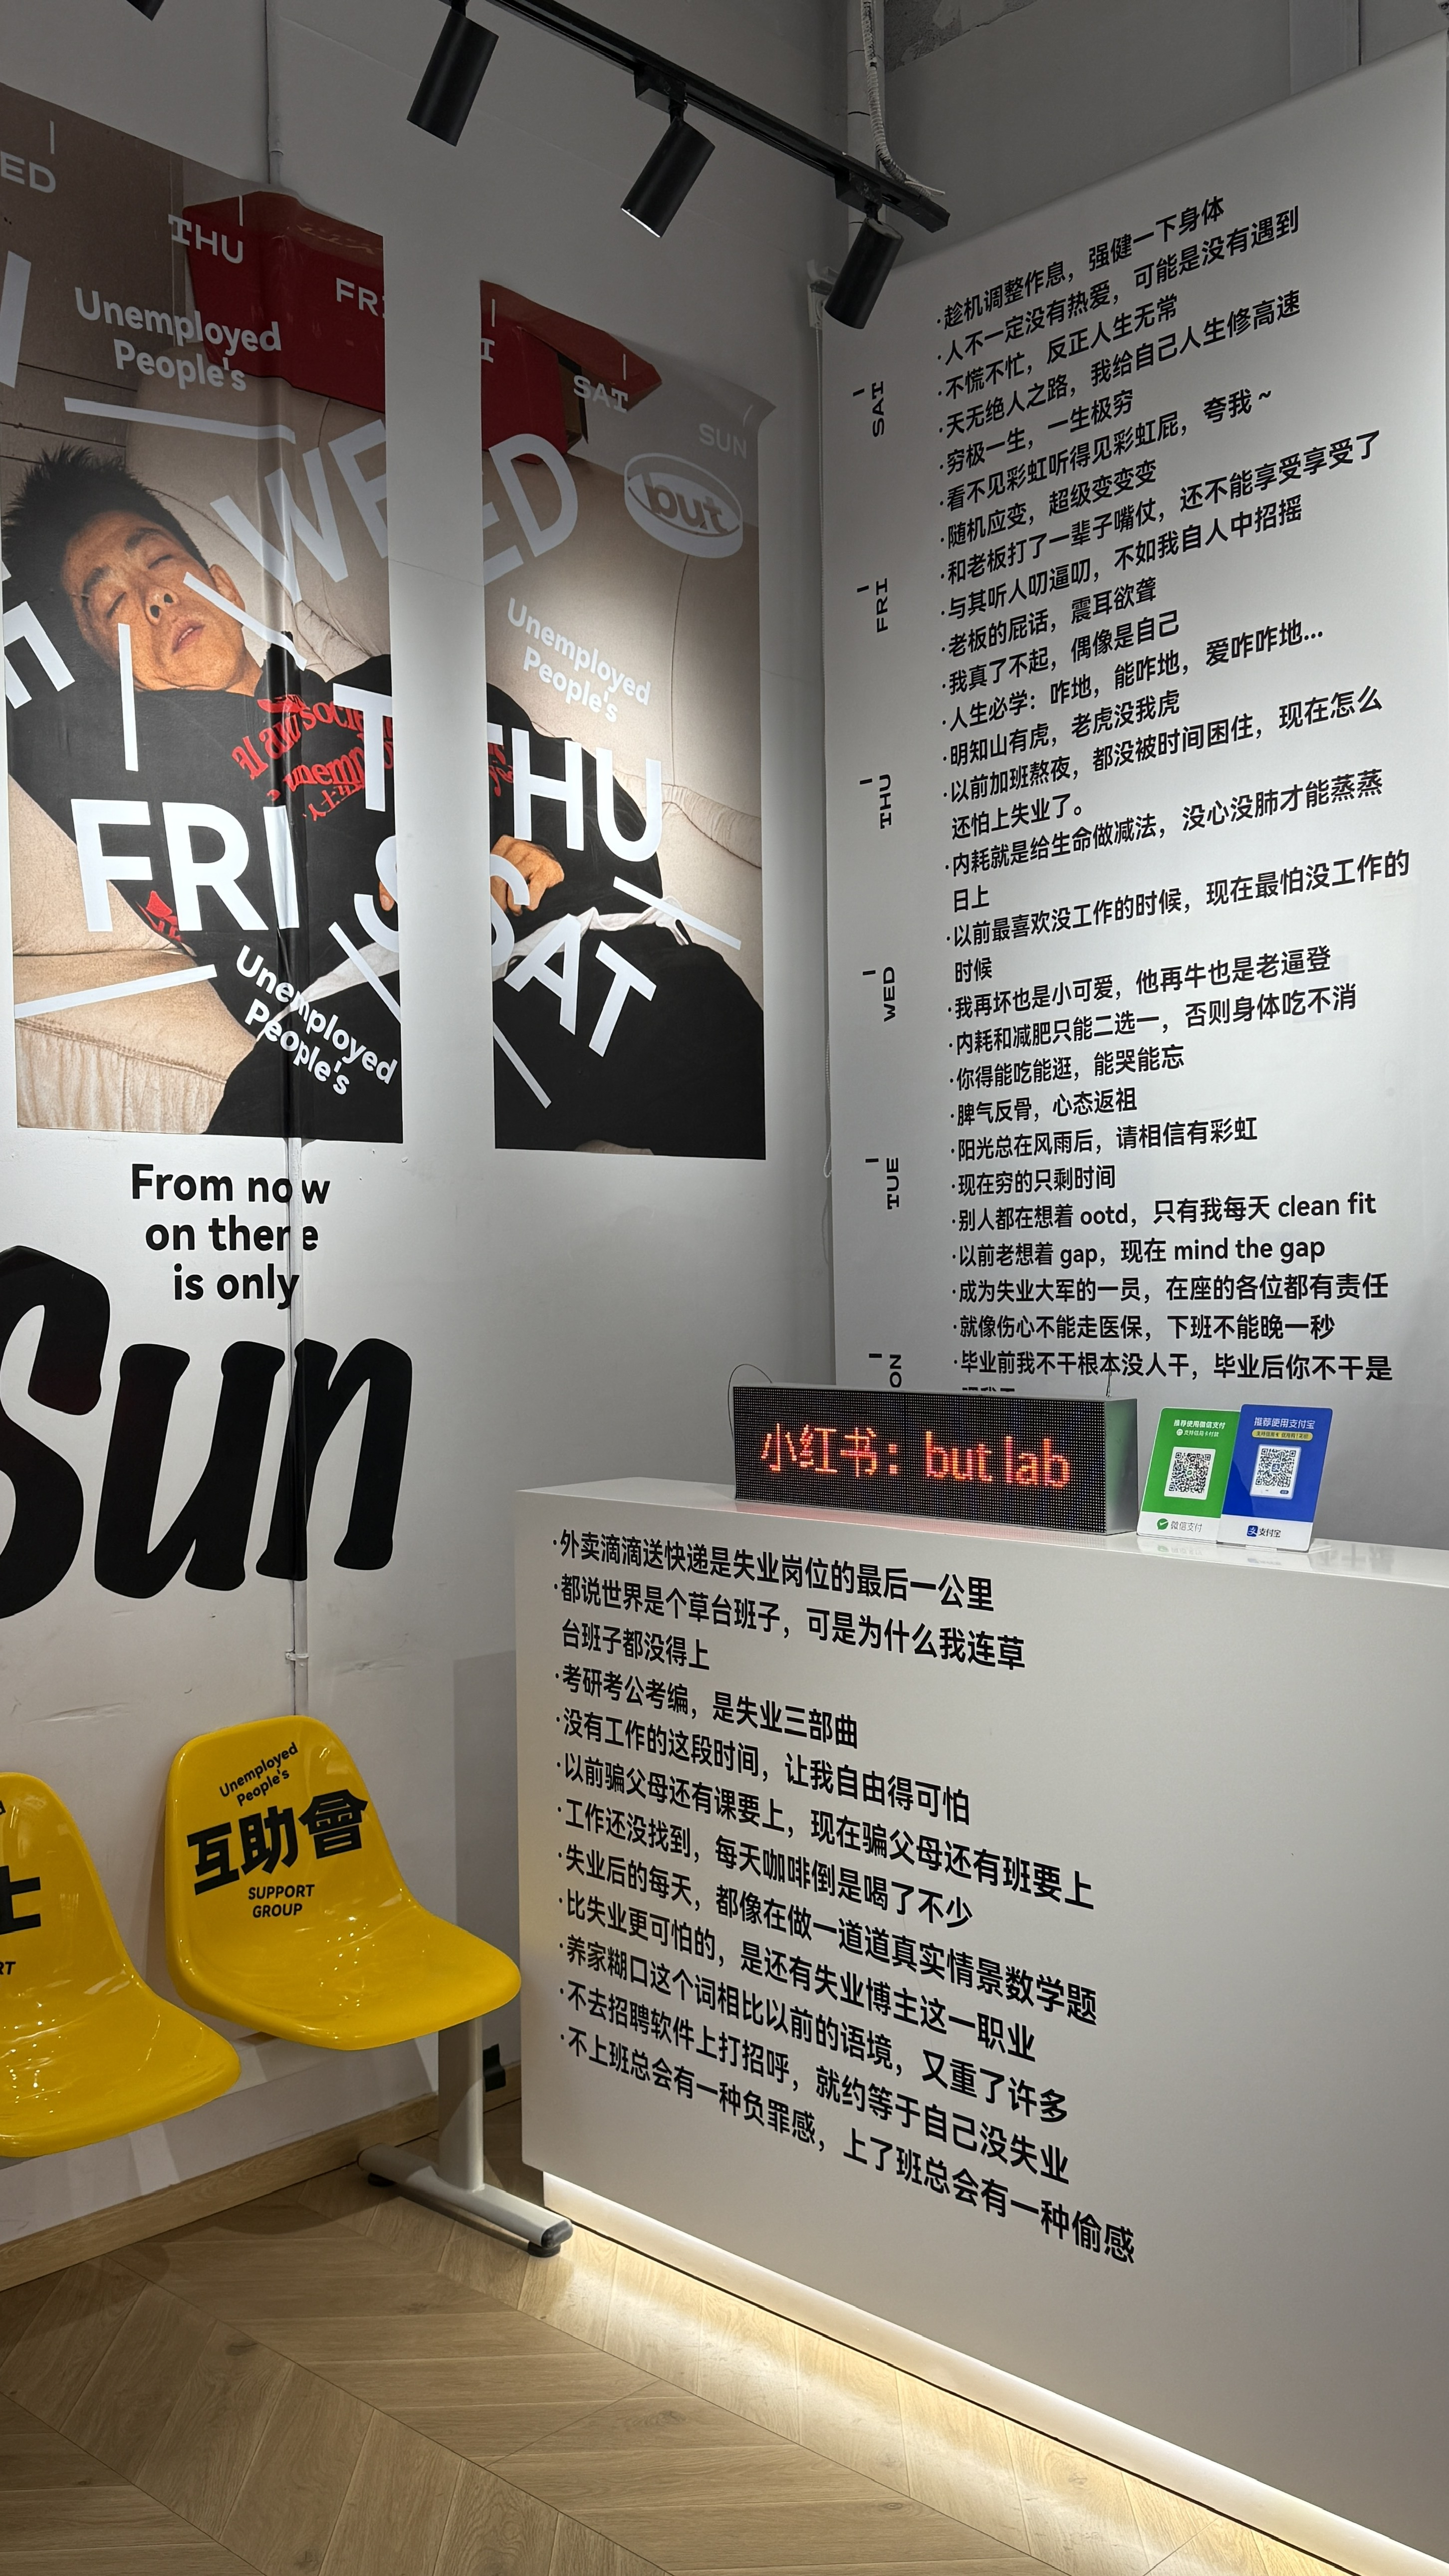 ED
THU
FRI
Unemployed
People's
WED
FRI
Unemployed
People's
SAT
SUN
but
Unemployed
People's
THU
SAT
From now
on there
is only
Sun
SAT
FRI
THU
WED
TUE
ON
·趁机调整作息，强健一下身体
·人不一定没有热爱，可能是没有遇到
·不慌不忙，反正人生无常
·天无绝人之路，我给自己人生修高速
·穷极一生，一生极穷
·看不见彩虹听得见彩虹屁，夸我～
·随机应变，超级变变变
·和老板打了一辈子嘴仗，还不能享受享受了
·与其听人叨逼叨，不如我自人中招摇
·老板的屁话，震耳欲聋
·我真了不起，偶像是自己
·人生必学：咋地，能咋地，爱咋咋地...
·明知山有虎，老虎没我虎
·以前加班熬夜，都没被时间困住，现在怎么
还怕上失业了。
·内耗就是给生命做减法，没心没肺才能蒸蒸
日上
·以前最喜欢没工作的时候，现在最怕没工作的
时候
·我再坏也是小可爱，他再牛也是老逼登
·内耗和减肥只能二选一，否则身体吃不消
·你得能吃能逛，能哭能忘
·脾气反骨，心态返祖
·阳光总在风雨后，请相信有彩虹
·现在穷的只剩时间
·别人都在想着 ootd，只有我每天 clean fit
·以前老想着 gap，现在 mind the gap
·成为失业大军的一员，在座的各位都有责任
·就像伤心不能走医保，下班不能晚一秒
·毕业前我不干根本没人干，毕业后你不干是
小红书：but lab
推荐使用微信支付
微信支付
推荐使用支付宝
支付宝
·外卖滴滴送快递是失业岗位的最后一公里
·都说世界是个草台班子，可是为什么我连草
台班子都没得上
·考研考公考编，是失业三部曲
·没有工作的这段时间，让我自由得可怕
·以前骗父母还有课要上，现在骗父母还有班要上
·工作还没找到，每天咖啡倒是喝了不少
·失业后的每天，都像在做一道道真实情景数学题
·比失业更可怕的，是还有失业博主这一职业
·养家糊口这个词相比以前的语境，又重了许多
·不去招聘软件上打招呼，就约等于自己没失业
·不上班总会有一种负罪感，上了班总会有一种偷感
Unemployed
People's
互助會
SUPPORT
GROUP